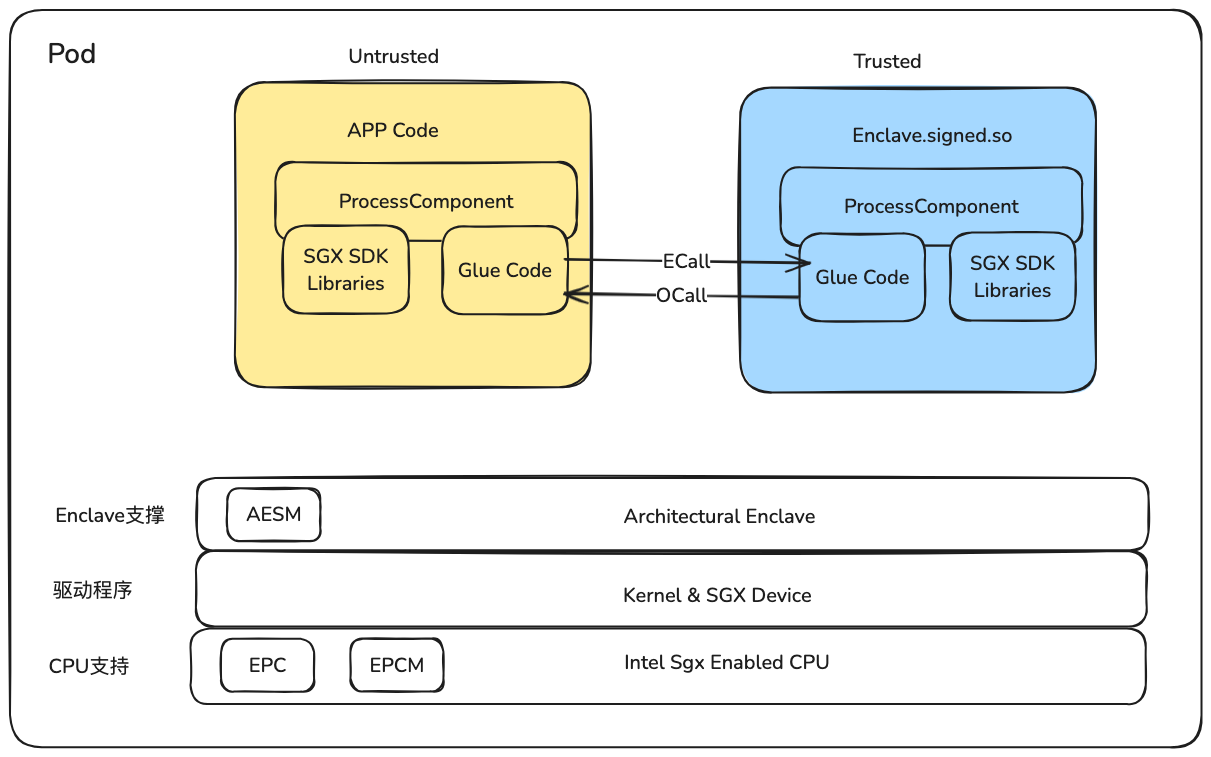 Pod
Untrusted
Trusted
APP Code
Enclave.signed.so
ProcessComponent
ProcessComponent
SGX SDK
Libraries
Glue Code
ECall
OCall
Glue Code
SGX SDK
Libraries
Enclave支撑
AESM
Architectural Enclave
驱动程序
Kernel & SGX Device
CPU支持
EPC
EPCM
Intel Sgx Enabled CPU